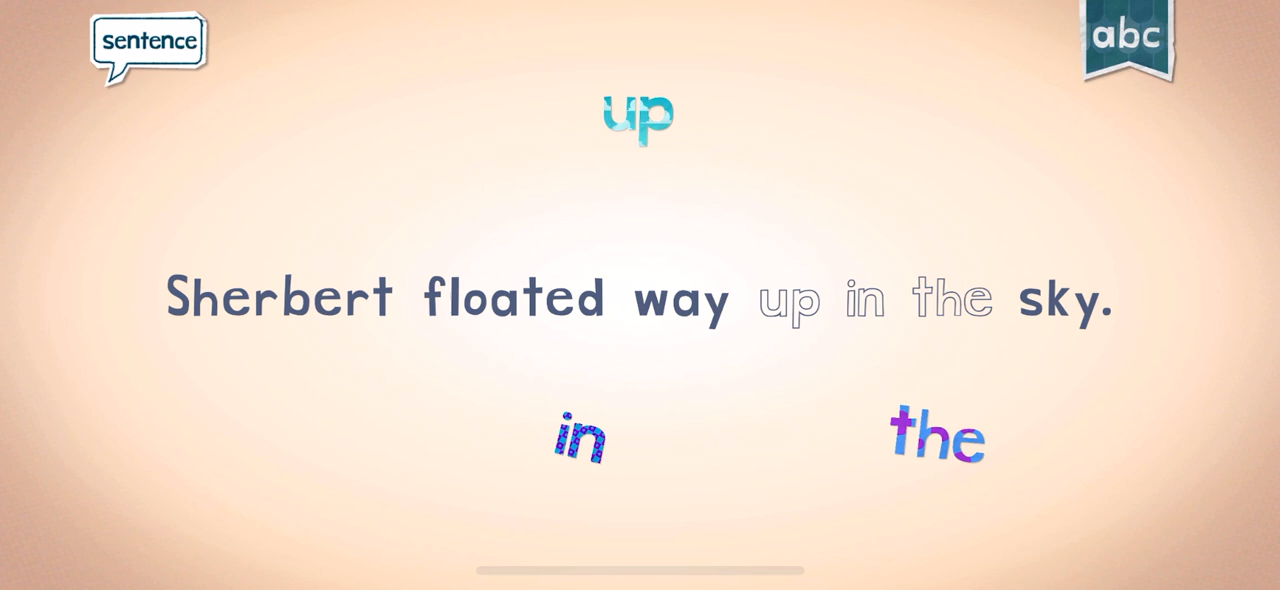 sentence
abc
up
Sherbert floated way up in the sky.
in the